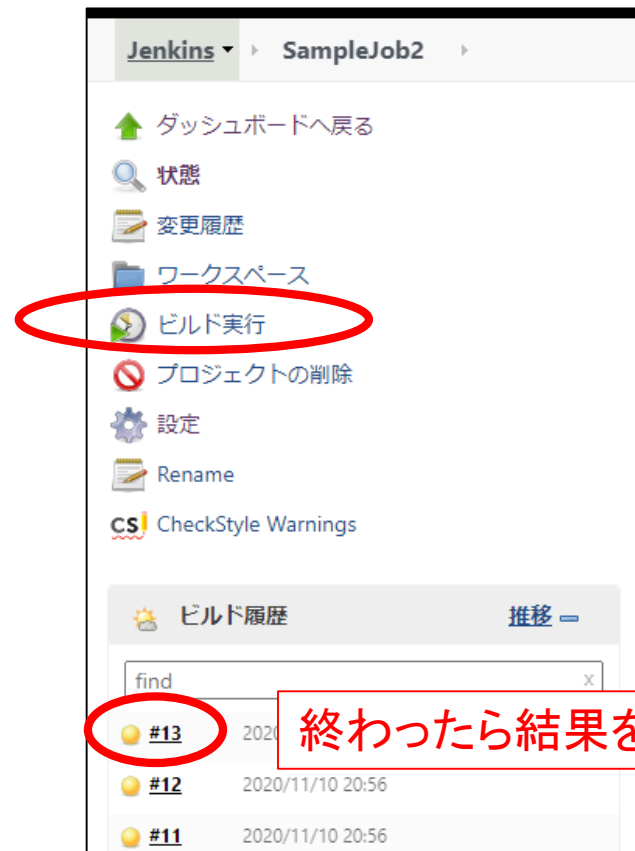 Jenkins SampleJob2
ダッシュボードへ戻る
状態
変更履歴
ワークスペース
ビルド実行
プロジェクトの削除
設定
Rename
CS CheckStyle Warnings
ビルド履歴 推移
find x
#13 202
終わったら結果を
#12 2020/11/10 20:56
#11 2020/11/10 20:56